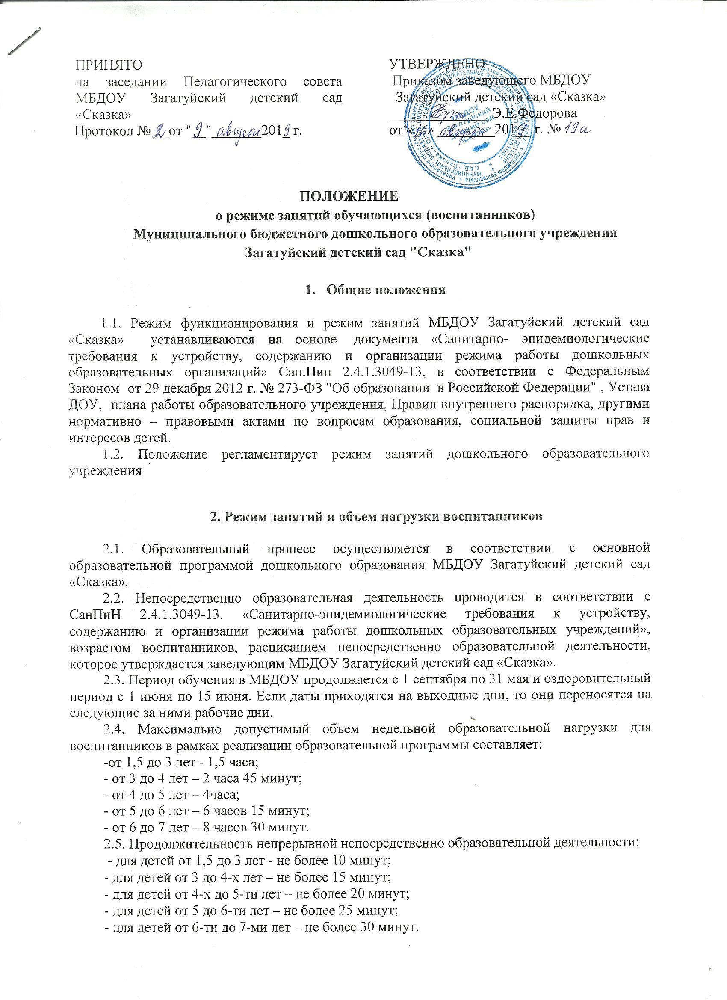 ПРИНЯТО
на заседании Педагогического совета
МБДОУ Загатуйский детский сад
«Сказка»
Протокол № 2 от "9" августа 2019 г.
УТВЕРЖДЕНО
Приказом заведующего МБДОУ
Загатуйский детский сад «Сказка»
Э.Е.Федорова
от «16» августа 2019 г. № 19а
МБДОУ
Загатуйский
детский сад
«Сказка»
РОССИЙСКАЯ ФЕДЕРАЦИЯ
ПОЛОЖЕНИЕ
о режиме занятий обучающихся (воспитанников)
Муниципального бюджетного дошкольного образовательного учреждения
Загатуйский детский сад "Сказка"
1. Общие положения
1.1. Режим функционирования и режим занятий МБДОУ Загатуйский детский сад
«Сказка» устанавливаются на основе документа «Санитарно- эпидемиологические
требования к устройству, содержанию и организации режима работы дошкольных
образовательных организаций» Сан.Пин 2.4.1.3049-13, в соответствии с Федеральным
Законом от 29 декабря 2012 г. № 273-ФЗ "Об образовании в Российской Федерации" , Устава
ДОУ, плана работы образовательного учреждения, Правил внутреннего распорядка, другими
нормативно – правовыми актами по вопросам образования, социальной защиты прав и
интересов детей.
1.2. Положение регламентирует режим занятий дошкольного образовательного
учреждения
2. Режим занятий и объем нагрузки воспитанников
2.1. Образовательный процесс осуществляется в соответствии с основной
образовательной программой дошкольного образования МБДОУ Загатуйский детский сад
«Сказка».
2.2. Непосредственно образовательная деятельность проводится в соответствии с
СанПиН 2.4.1.3049-13. «Санитарно-эпидемиологические требования к устройству,
содержанию и организации режима работы дошкольных образовательных учреждений»,
возрастом воспитанников, расписанием непосредственно образовательной деятельности,
которое утверждается заведующим МБДОУ Загатуйский детский сад «Сказка».
2.3. Период обучения в МБДОУ продолжается с 1 сентября по 31 мая и оздоровительный
период с 1 июня по 15 июня. Если даты приходятся на выходные дни, то они переносятся на
следующие за ними рабочие дни.
2.4. Максимально допустимый объем недельной образовательной нагрузки для
воспитанников в рамках реализации образовательной программы составляет:
-от 1,5 до 3 лет - 1,5 часа;
- от 3 до 4 лет – 2 часа 45 минут;
- от 4 до 5 лет – 4часа;
- от 5 до 6 лет – 6 часов 15 минут;
- от 6 до 7 лет – 8 часов 30 минут.
2.5. Продолжительность непрерывной непосредственно образовательной деятельности:
- для детей от 1,5 до 3 лет - не более 10 минут;
- для детей от 3 до 4-х лет – не более 15 минут;
- для детей от 4-х до 5-ти лет – не более 20 минут;
- для детей от 5 до 6-ти лет – не более 25 минут;
- для детей от 6-ти до 7-ми лет – не более 30 минут.